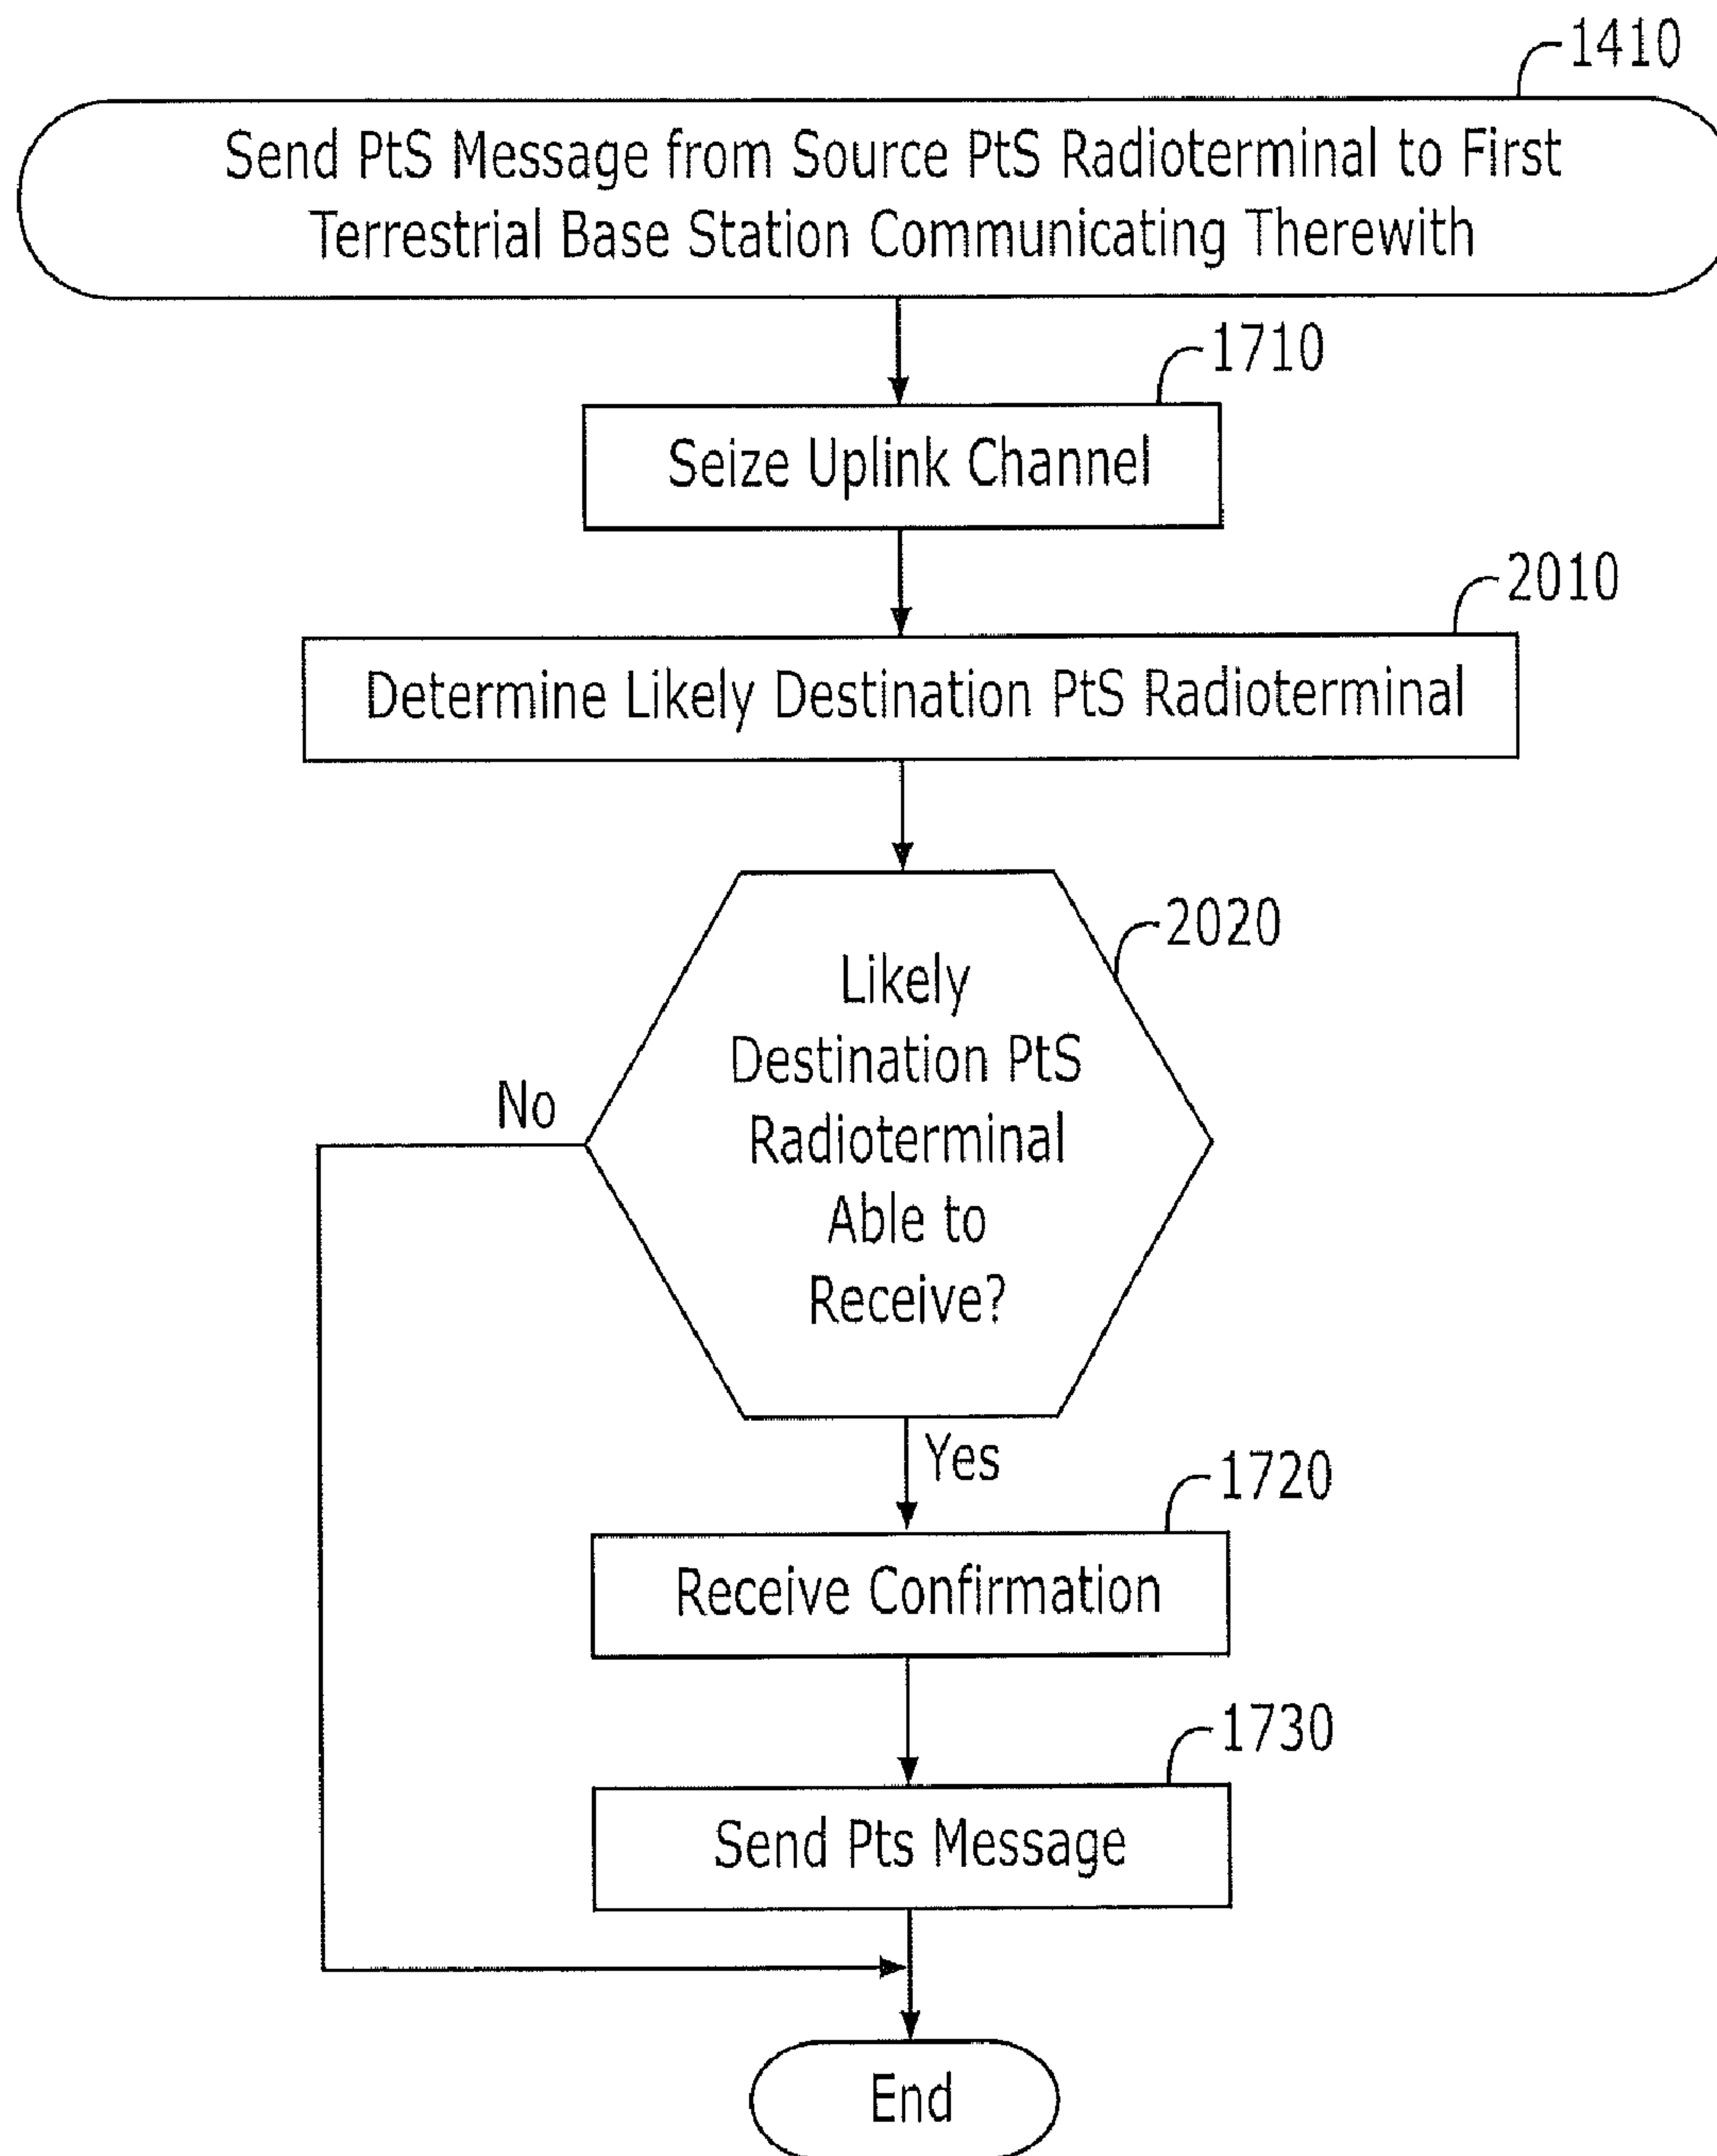 1410
Send PtS Message from Source PtS Radioterminal to First
Terrestrial Base Station Communicating Therewith
1710
Seize Uplink Channel
2010
Determine Likely Destination PtS Radioterminal
2020
Likely
Destination PtS
Radioterminal
Able to
Receive?
No
Yes
1720
Receive Confirmation
1730
Send Pts Message
End